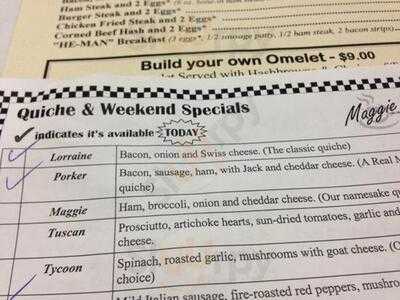 Ham Steak and 2 Eggs*
Burger Steak and 2 Eggs*
Chicken Fried Steak and 2 Eggs*
Corned Beef Hash and 2 Eggs*
"HE-MAN" Breakfast (3 eggs*, 1/2 sausage patty, 1/2 ham steak, 2 bacon strips)
Build your own Omelet - $9.00
Served with Hashbrowns
Quiche & Weekend Specials
Maggie
indicates it's available TODAY
Lorraine Bacon, onion and Swiss cheese. (The classic quiche)
Porker Bacon, sausage, ham, with Jack and cheddar cheese. (A Real M
quiche)
Maggie Ham, broccoli, onion and cheddar cheese. (Our namesake qu
Tuscan Prosciutto, artichoke hearts, sun-dried tomatoes, garlic and
cheese.
Tycoon Spinach, roasted garlic, mushrooms with goat cheese. (C
choice)
Mild Italian sausage, fire-roasted red peppers, mushro